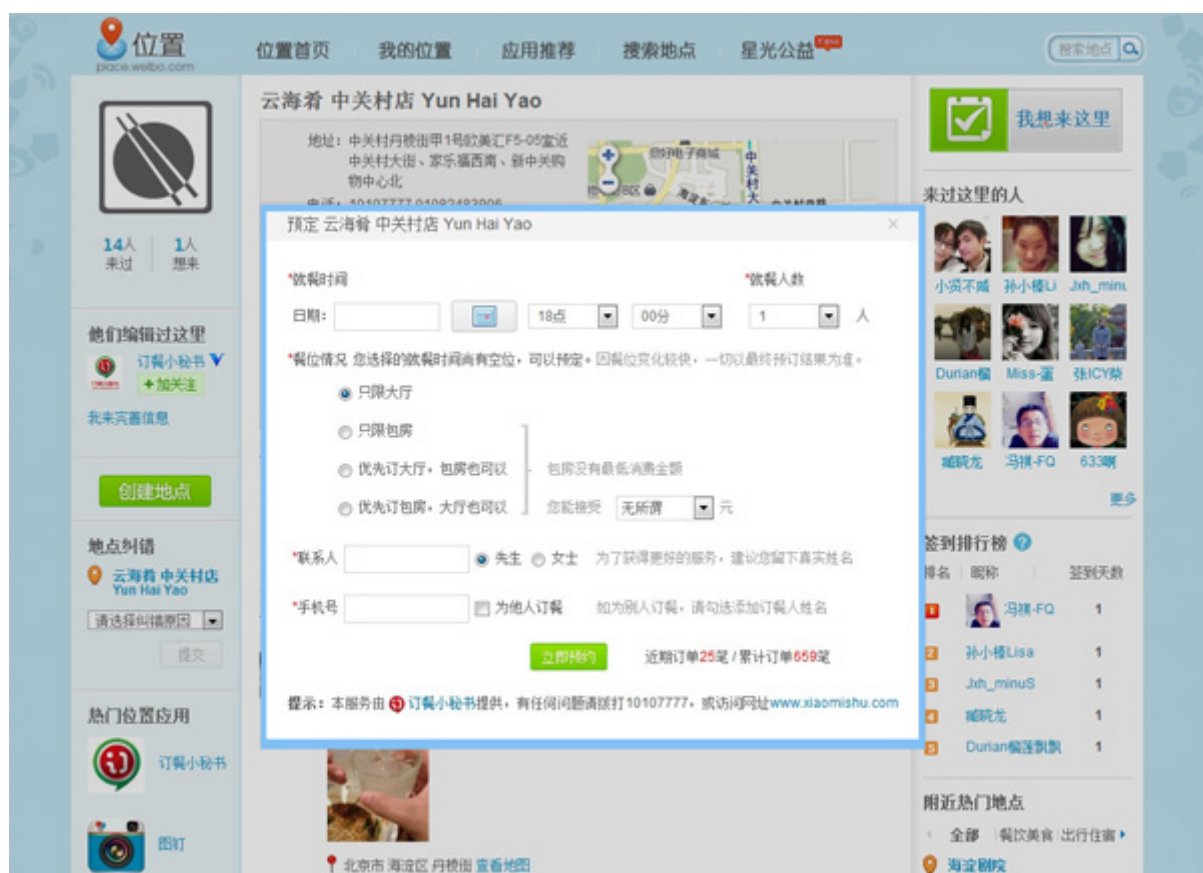 位置
place.weibo.com
位置首页 我的位置 应用推荐 搜索地点 星光公益
搜索地点
14人 1人
来过 想来
他们编辑过这里
订餐小秘书
+加关注
我来完善信息
创建地点
地点纠错
云海肴 中关村店
Yun Hai Yao
请选择纠错原因
提交
热门位置应用
订餐小秘书
图钉
云海肴 中关村店 Yun Hai Yao
地址：中关村丹棱街甲1号欧美汇F5-05室近
中关村大街、家乐福西南、新中关购
物中心北
电话：10107777 01082483906
预定 云海肴 中关村店 Yun Hai Yao
*就餐时间 *就餐人数
日期： 18点 00分 1 人
*餐位情况 您选择的就餐时间尚有空位，可以预定。因餐位变化较快，一切以最终预订结果为准。
只限大厅
只限包房
优先订大厅，包房也可以 包房没有最低消费金额
优先订包房，大厅也可以 您能接受 无所谓 元
*联系人 先生 女士 为了获得更好的服务，建议您留下真实姓名
*手机号 为他人订餐 如为别人订餐，请勾选添加订餐人姓名
立即预约 近期订单25笔 / 累计订单659笔
提示：本服务由 订餐小秘书提供，有任何问题请拨打10107777，或访问网址www.xiaomishu.com
北京市 海淀区 丹棱街 查看地图
我想来这里
来过这里的人
小贤不戚 孙小榛Li Jxh_minu
Durian榴 Miss-蛋 张ICY荣
臧晓龙 冯祺-FQ 633啊
更多
签到排行榜
排名 昵称 签到天数
1 冯祺-FQ 1
2 孙小榛Lisa 1
3 Jxh_minuS 1
4 臧晓龙 1
5 Durian榴莲飘飘 1
附近热门地点
全部 餐饮美食 出行住宿
海淀剧院